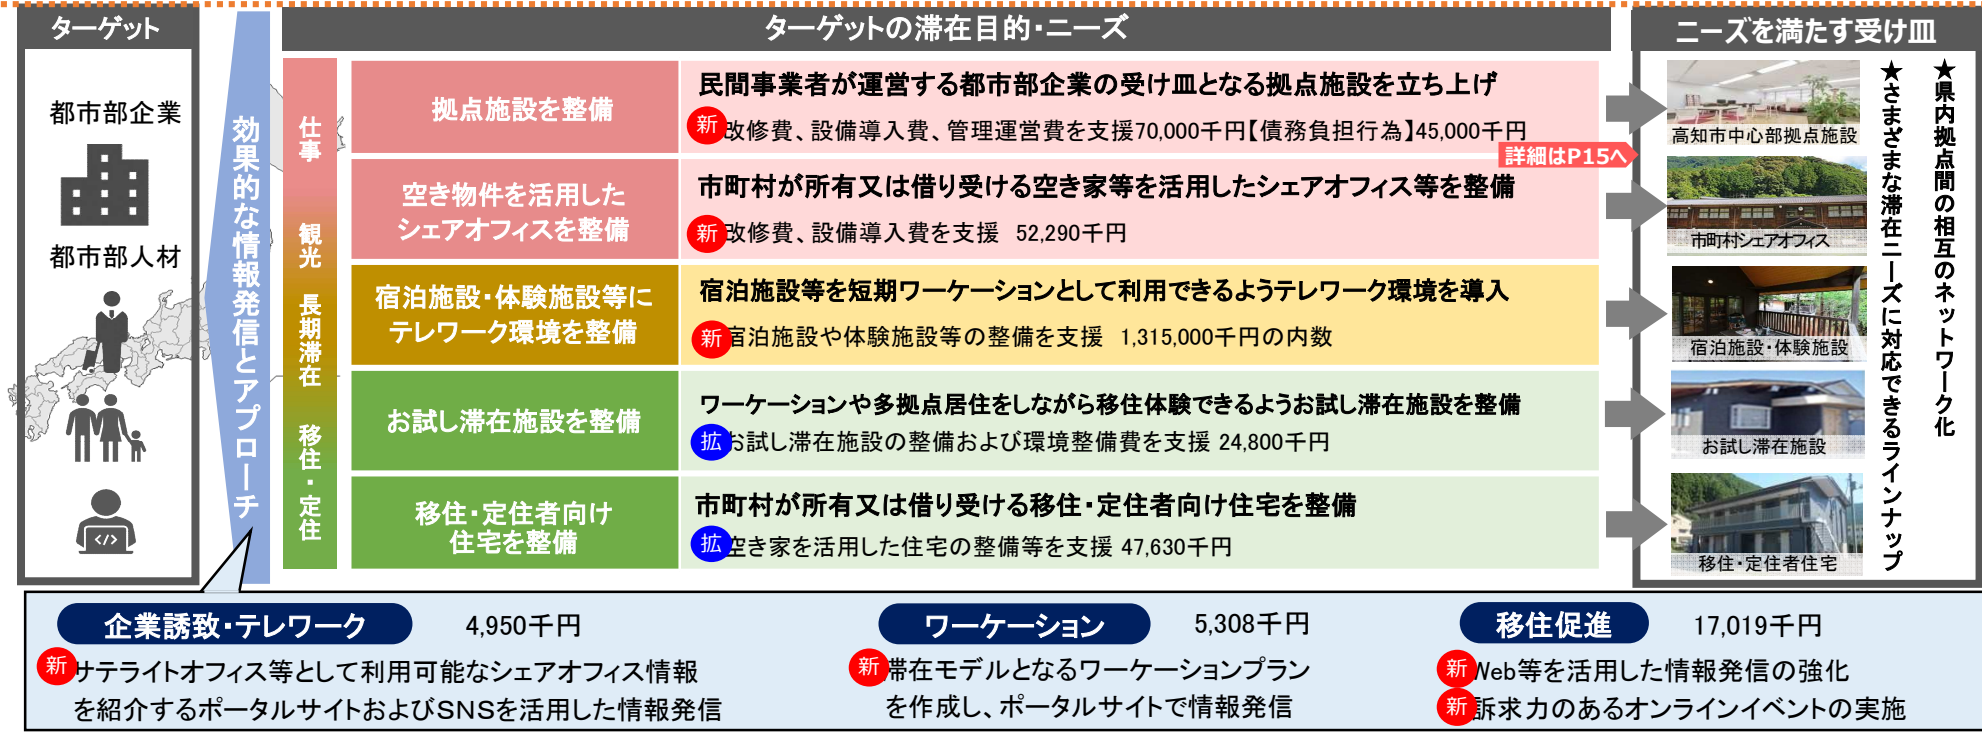 ターゲット
都市部企業
都市部人材
効果的な情報発信とアプローチ
ターゲットの滞在目的・ニーズ
仕事
観光
長期滞在
移住・定住
拠点施設を整備
民間事業者が運営する都市部企業の受け皿となる拠点施設を立ち上げ
新 改修費、設備導入費、管理運営費を支援70,000千円【債務負担行為】45,000千円
詳細はP15へ
空き物件を活用した
シェアオフィスを整備
市町村が所有又は借り受ける空き家等を活用したシェアオフィス等を整備
新 改修費、設備導入費を支援 52,290千円
宿泊施設・体験施設等に
テレワーク環境を整備
宿泊施設等を短期ワーケーションとして利用できるようテレワーク環境を導入
新 宿泊施設や体験施設等の整備を支援 1,315,000千円の内数
お試し滞在施設を整備
ワーケーションや多拠点居住をしながら移住体験できるようお試し滞在施設を整備
拡 お試し滞在施設の整備および環境整備費を支援 24,800千円
移住・定住者向け
住宅を整備
市町村が所有又は借り受ける移住・定住者向け住宅を整備
拡 空き家を活用した住宅の整備等を支援 47,630千円
ニーズを満たす受け皿
高知市中心部拠点施設
市町村シェアオフィス
宿泊施設・体験施設
お試し滞在施設
移住・定住者住宅
★県内拠点間の相互のネットワーク化
★さまざまな滞在ニーズに対応できるラインナップ
企業誘致・テレワーク 4,950千円
新 サテライトオフィス等として利用可能なシェアオフィス情報
を紹介するポータルサイトおよびSNSを活用した情報発信
ワーケーション 5,308千円
新 滞在モデルとなるワーケーションプラン
を作成し、ポータルサイトで情報発信
移住促進 17,019千円
新 Web等を活用した情報発信の強化
新 訴求力のあるオンラインイベントの実施